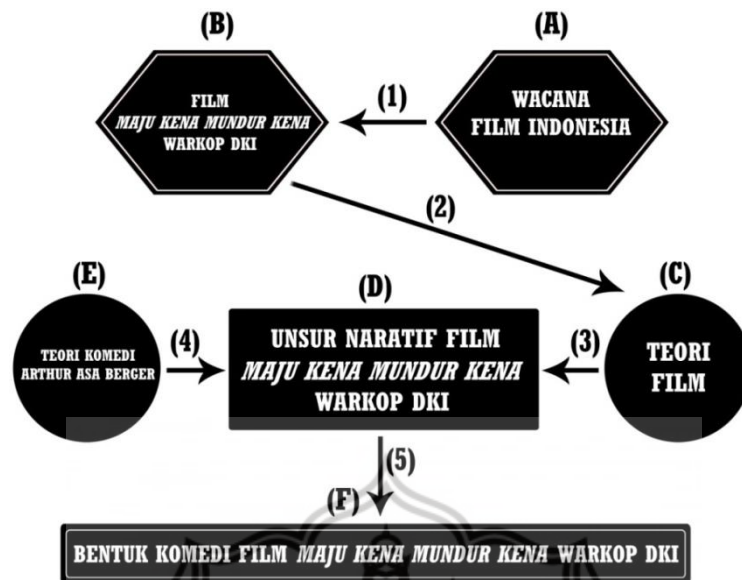 (B)
(A)
FILM
MAJU KENA MUNDUR KENA
WARKOP DKI
(1)
WACANA
FILM INDONESIA
(2)
(E)
(D)
(C)
TEORI KOMEDI
ARTHUR ASA BERGER
(4)
UNSUR NARATIF FILM
MAJU KENA MUNDUR KENA
WARKOP DKI
(3)
TEORI
FILM
(5)
(F)
BENTUK KOMEDI FILM MAJU KENA MUNDUR KENA WARKOP DKI